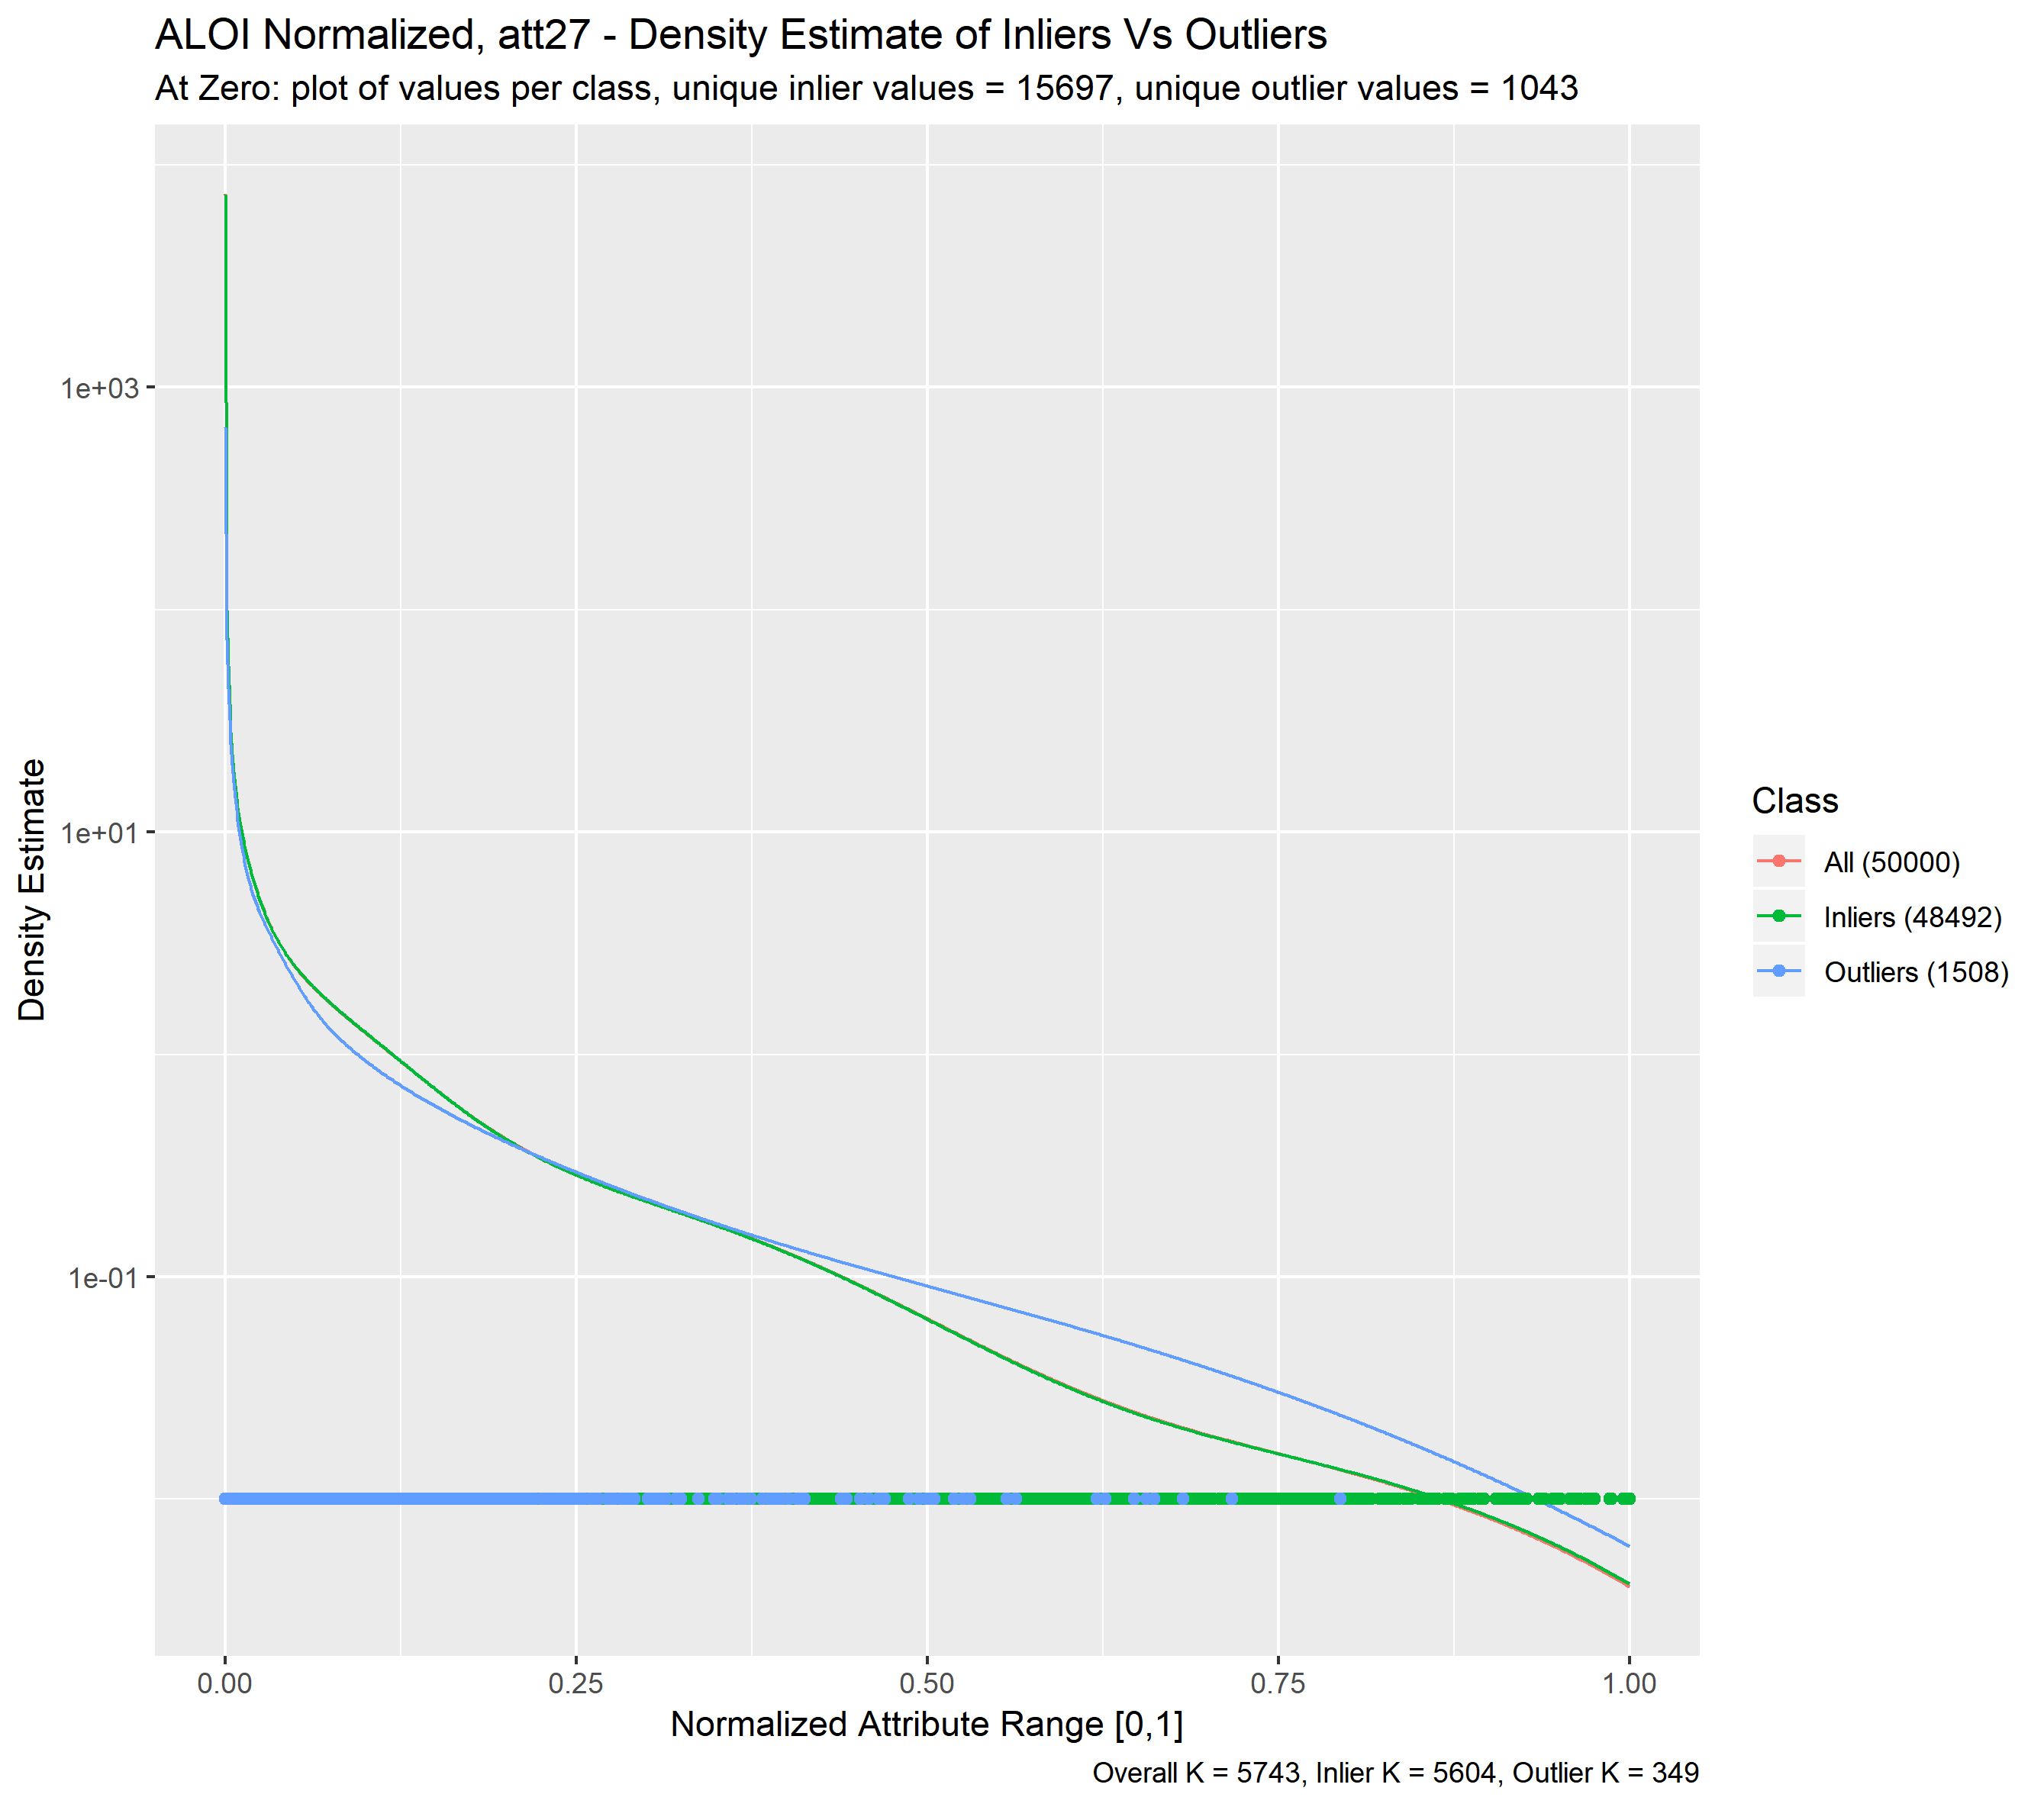 ALOI Normalized, att27 - Density Estimate of Inliers Vs Outliers
At Zero: plot of values per class, unique inlier values = 15697, unique outlier values = 1043
Density Estimate
1e+03
1e+01
1e-01
0.00 0.25 0.50 0.75 1.00
Normalized Attribute Range [0,1]
Overall K = 5743, Inlier K = 5604, Outlier K = 349
Class
All (50000)
Inliers (48492)
Outliers (1508)